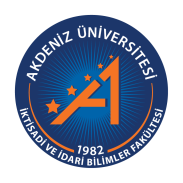 AKDENİZ ÜNİVERSİTESİ
1982
İKTİSADİ VE İDARİ BİLİMLER FAKÜLTESİ